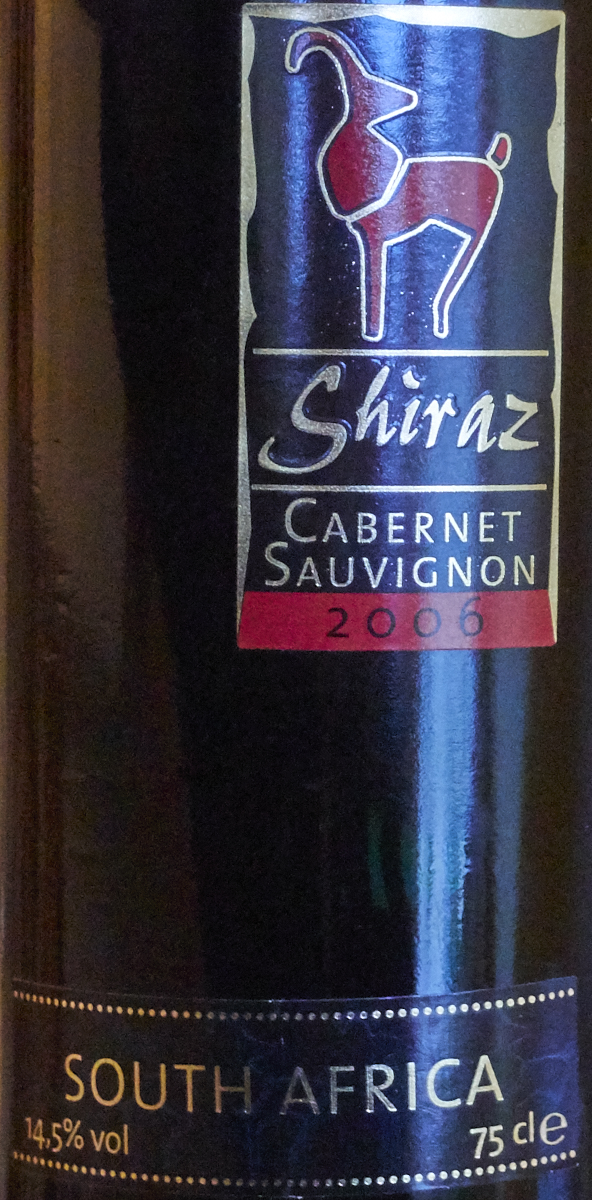 Shiraz
CABERNET
SAUVIGNON
2006
SOUTH AFRICA
14,5% vol
75 cl e